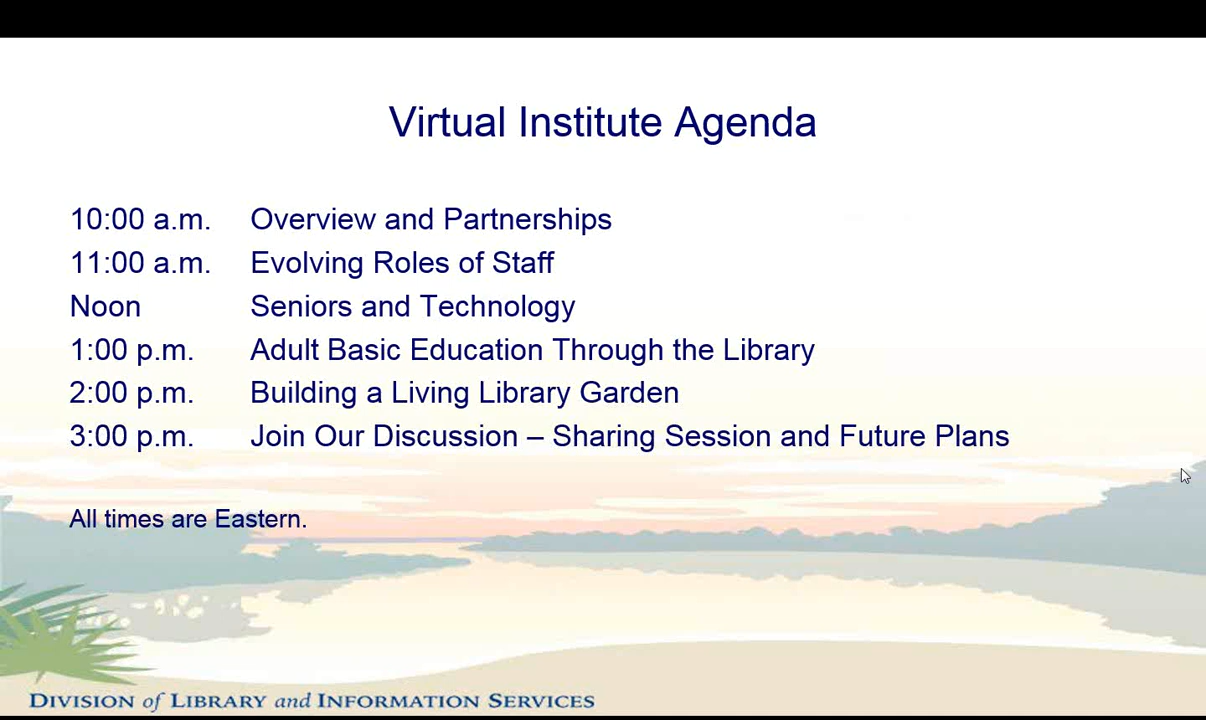 Virtual Institute Agenda
10:00 a.m. Overview and Partnerships
11:00 a.m. Evolving Roles of Staff
Noon Seniors and Technology
1:00 p.m. Adult Basic Education Through the Library
2:00 p.m. Building a Living Library Garden
3:00 p.m. Join Our Discussion – Sharing Session and Future Plans
All times are Eastern.
DIVISION of LIBRARY and INFORMATION SERVICES